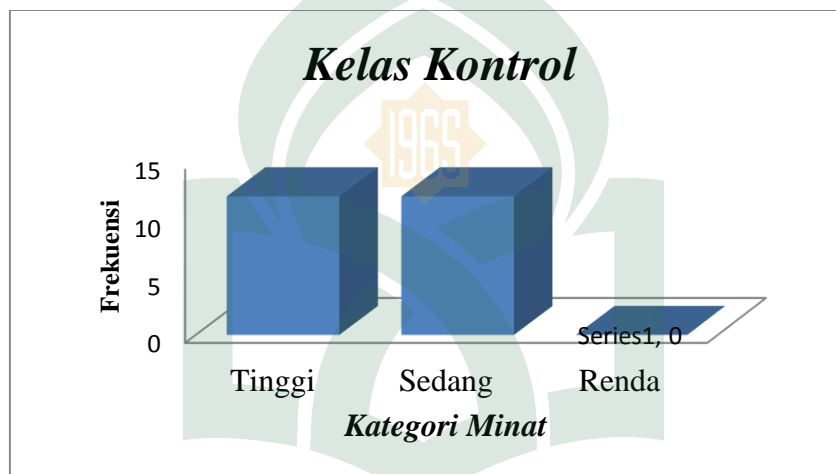 Kelas Kontrol
1965
15
10
5
0
Frekuensi
Series1, 0
Tinggi Sedang Renda
Kategori Minat